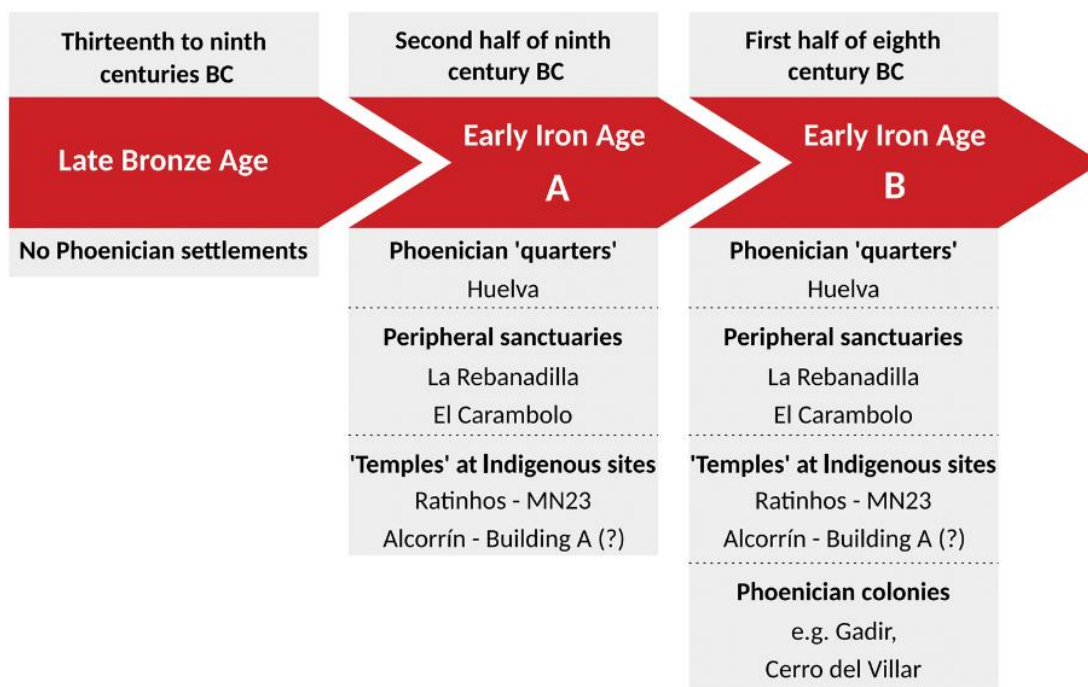 Thirteenth to ninth
centuries BC
Late Bronze Age
No Phoenician settlements
Second half of ninth
century BC
Early Iron Age
A
Phoenician 'quarters'
Huelva
Peripheral sanctuaries
La Rebanadilla
El Carambolo
'Temples' at Indigenous sites
Ratinhos - MN23
Alcorrín - Building A (?)
First half of eighth
century BC
Early Iron Age
B
Phoenician 'quarters'
Huelva
Peripheral sanctuaries
La Rebanadilla
El Carambolo
'Temples' at Indigenous sites
Ratinhos - MN23
Alcorrín - Building A (?)
Phoenician colonies
e.g. Gadir,
Cerro del Villar